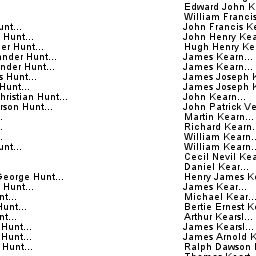 Edward John K
William Francis
unt... John Francis Ke
Hunt... John Henry Kea
er Hunt... Hugh Henry Ke
ander Hunt... James Kearn...
ander Hunt... James Kearn...
s Hunt... James Joseph K
Hunt... James Joseph K
hristian Hunt... John Kearn...
rson Hunt... John Patrick Ve
. Martin Kearn...
. Richard Kearn.
. William Kearn..
unt... William Kearn..
Cecil Nevil Kea
Daniel Kear...
George Hunt... Henry James Ke
Hunt... James Kear...
nt... Michael Kear...
Hunt... Bertie Ernest K
nt... Arthur Kearsl...
Hunt... James Kearsl...
Hunt... James Arnold K
Hunt... Ralph Dawson